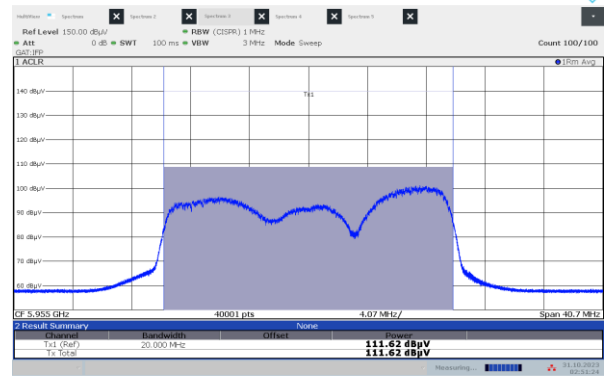 MultiView Spectrum Spectrum 2 Spectrum 3 Spectrum 4 Spectrum 5
Ref Level 150.00 dBµV RBW (CISPR) 1 MHz
Att 0 dB SWT 100 ms VBW 3 MHz Mode Sweep Count 100/100
GAT:IFP
1 ACLR 1Rm Avg
Tx1
140 dBµV
130 dBµV
120 dBµV
110 dBµV
100 dBµV
90 dBµV
80 dBµV
70 dBµV
60 dBµV
CF 5.955 GHz 40001 pts 4.07 MHz/ Span 40.7 MHz
2 Result Summary None
Channel Bandwidth Offset Power
Tx1 (Ref) 20.000 MHz 111.62 dBµV
Tx Total 111.62 dBµV
Measuring... 31.10.2023
02:51:24